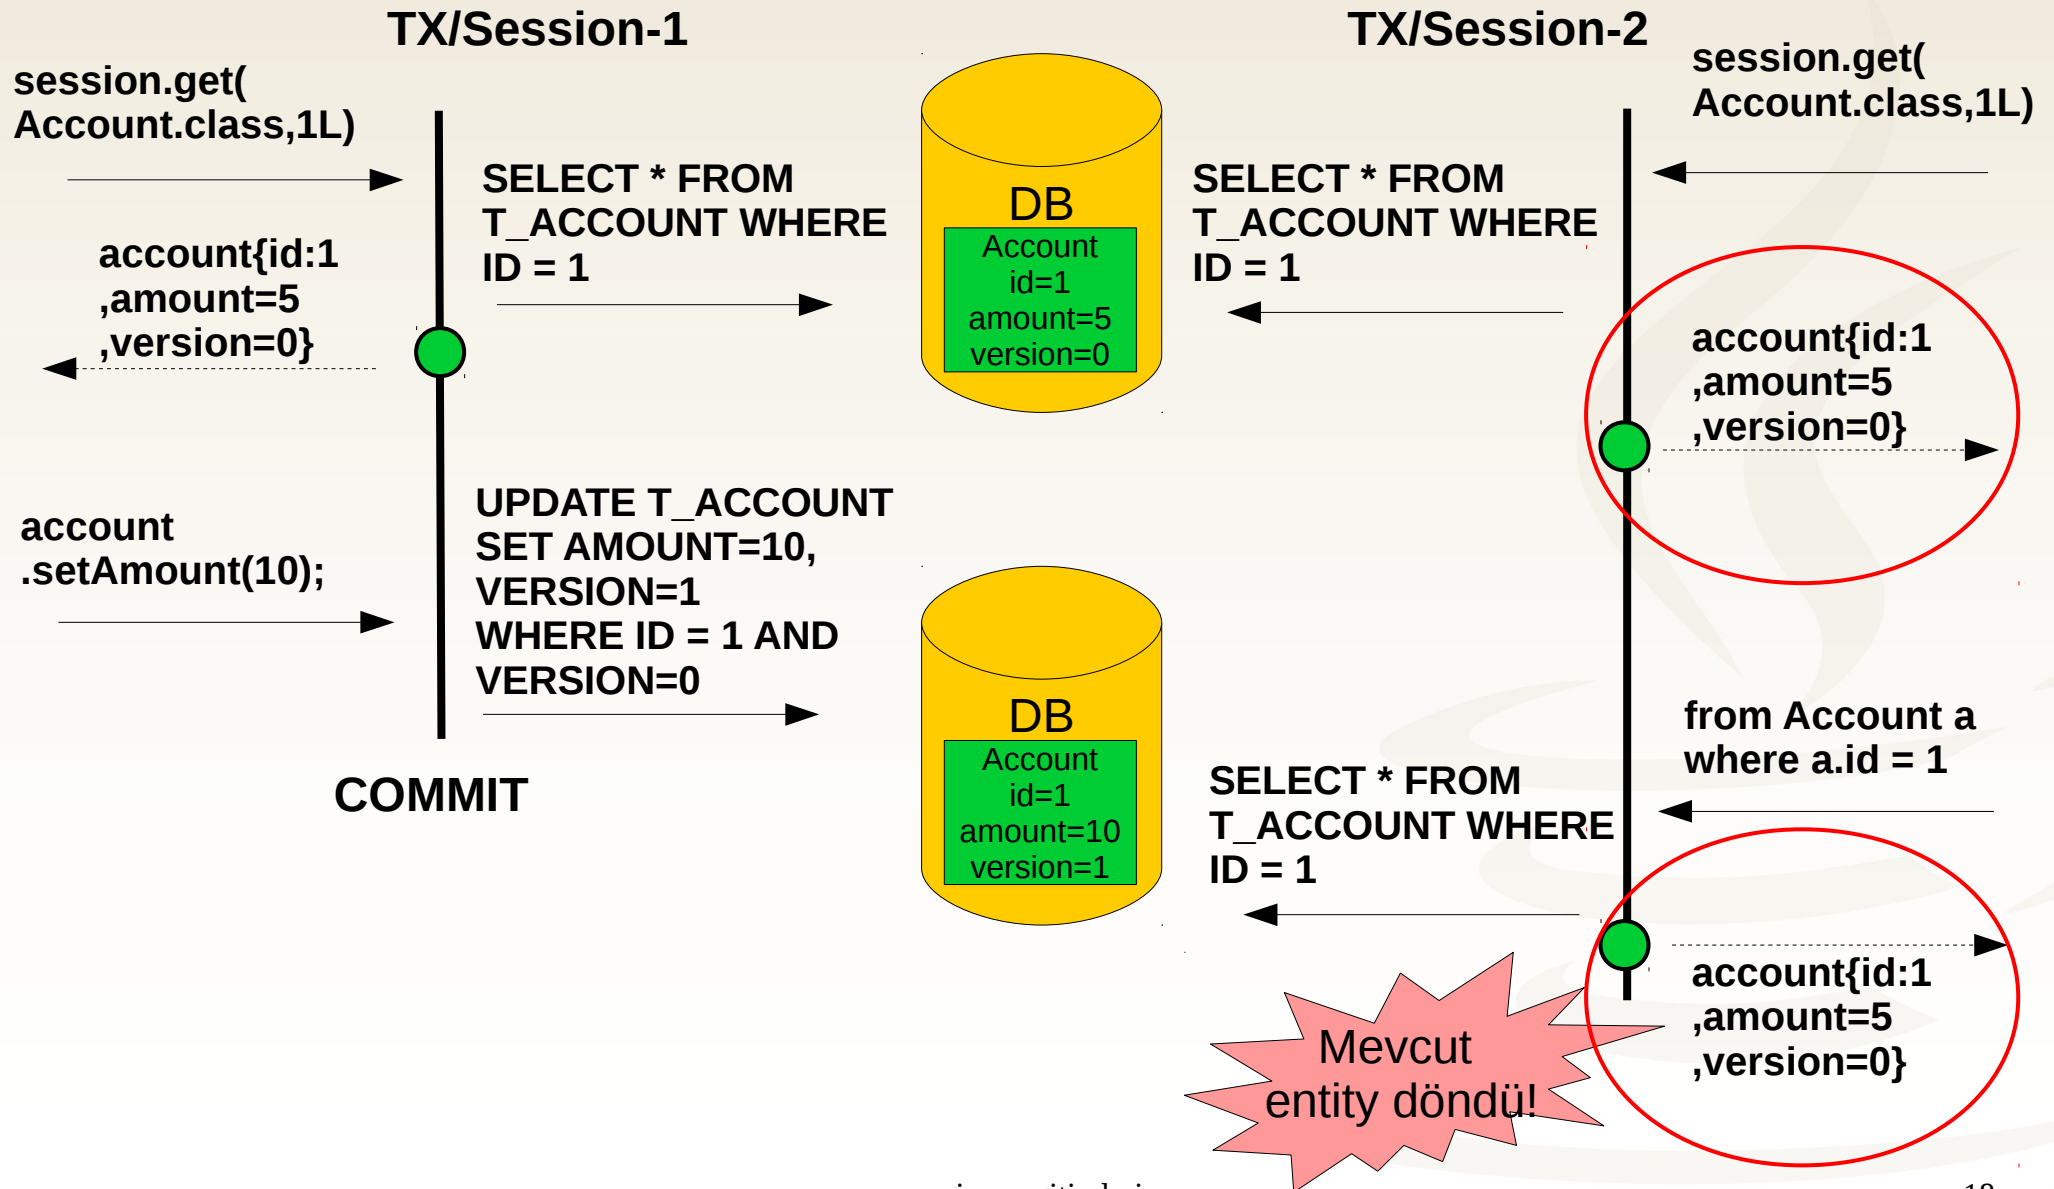 TX/Session-1
session.get(
Account.class,1L)
SELECT * FROM
T_ACCOUNT WHERE
ID = 1
account{id:1
,amount=5
,version=0}
account
.setAmount(10);
UPDATE T_ACCOUNT
SET AMOUNT=10,
VERSION=1
WHERE ID = 1 AND
VERSION=0
COMMIT
DB
Account
id=1
amount=5
version=0
DB
Account
id=1
amount=10
version=1
TX/Session-2
session.get(
Account.class,1L)
SELECT * FROM
T_ACCOUNT WHERE
ID = 1
account{id:1
,amount=5
,version=0}
from Account a
where a.id = 1
SELECT * FROM
T_ACCOUNT WHERE
ID = 1
account{id:1
,amount=5
,version=0}
Mevcut
entity döndü!